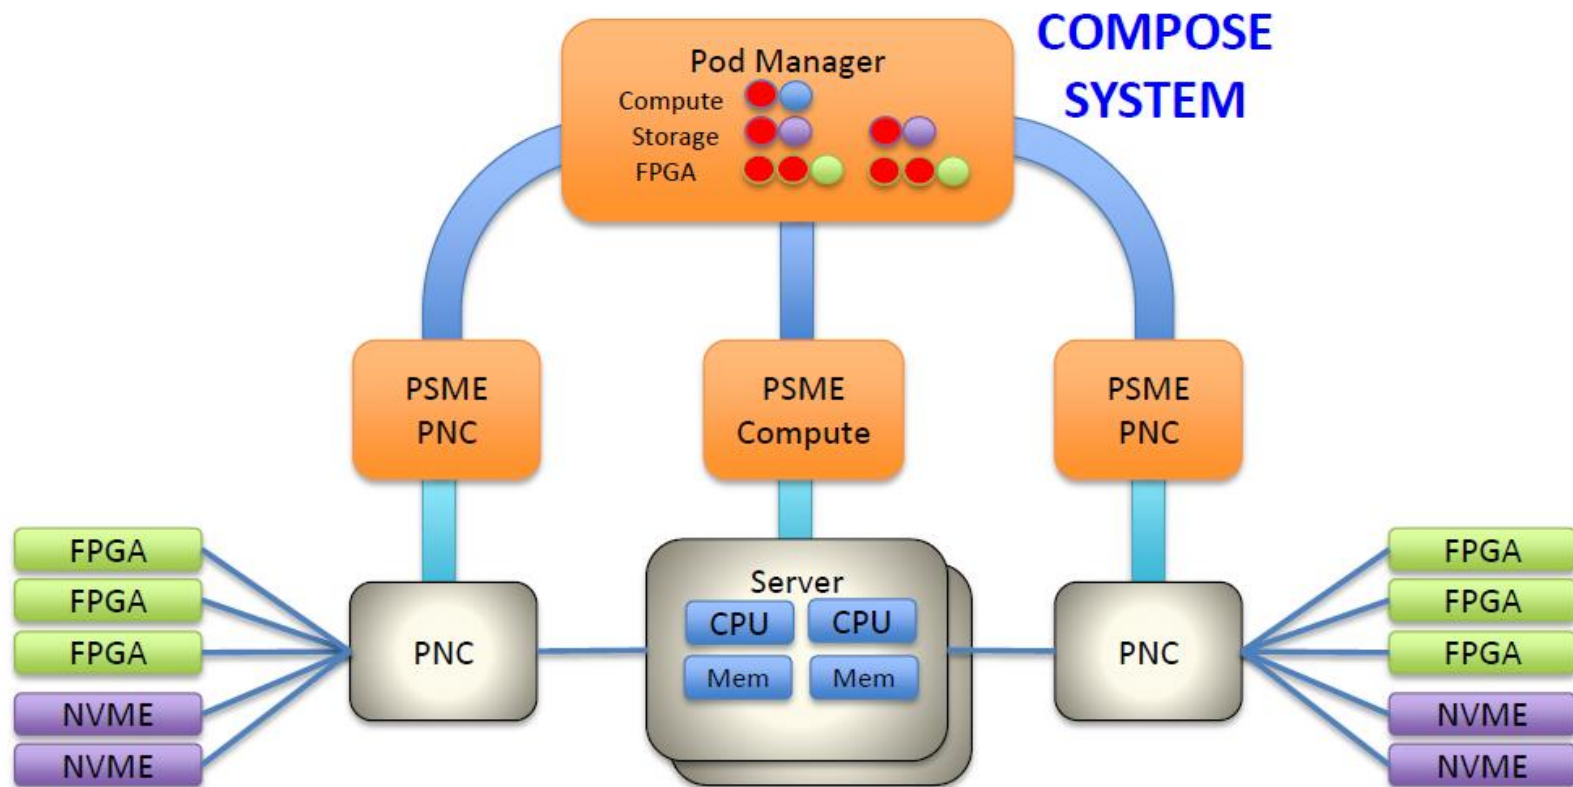 COMPOSE
SYSTEM
Pod Manager
Compute
Storage
FPGA
PSME
PNC
PSME
Compute
PSME
PNC
FPGA
FPGA
FPGA
NVME
NVME
PNC
Server
CPU CPU
Mem Mem
PNC
FPGA
FPGA
FPGA
NVME
NVME